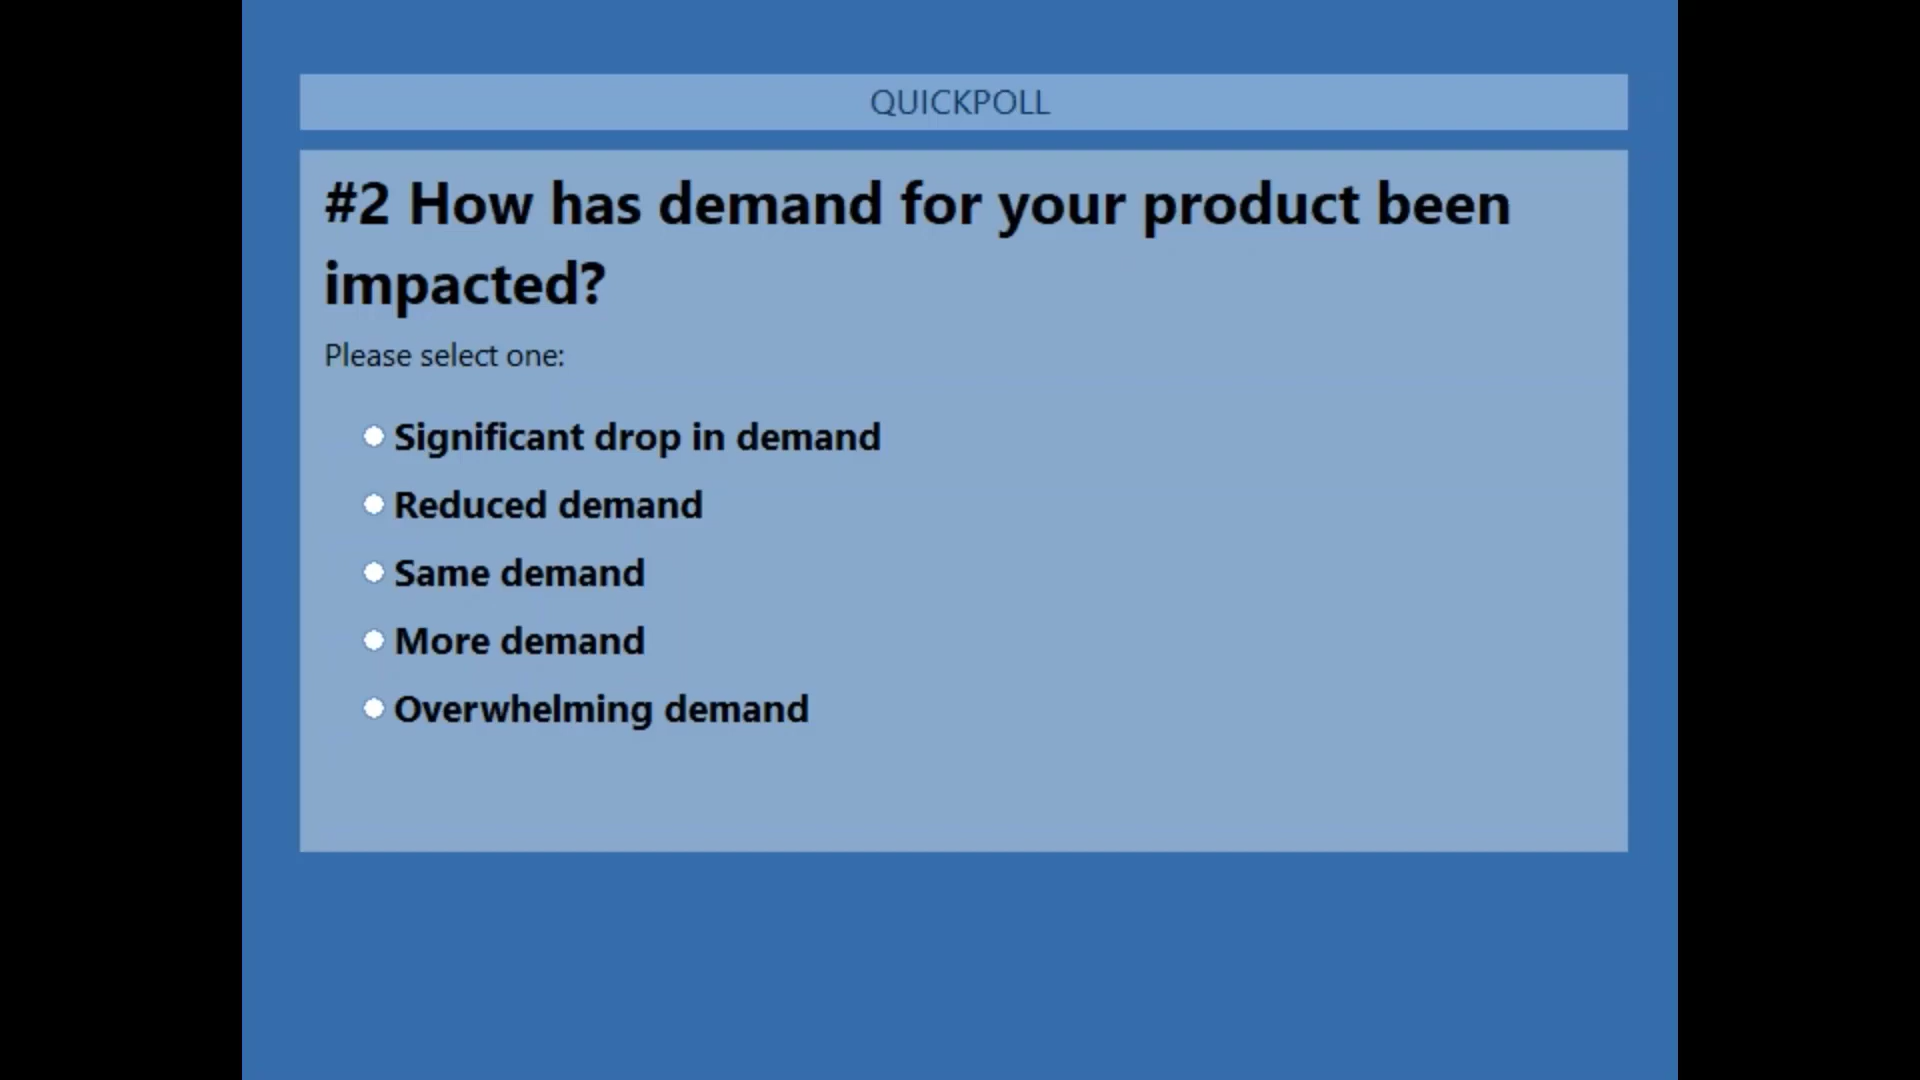 QUICKPOLL
#2 How has demand for your product been
impacted?
Please select one:
Significant drop in demand
Reduced demand
Same demand
More demand
Overwhelming demand